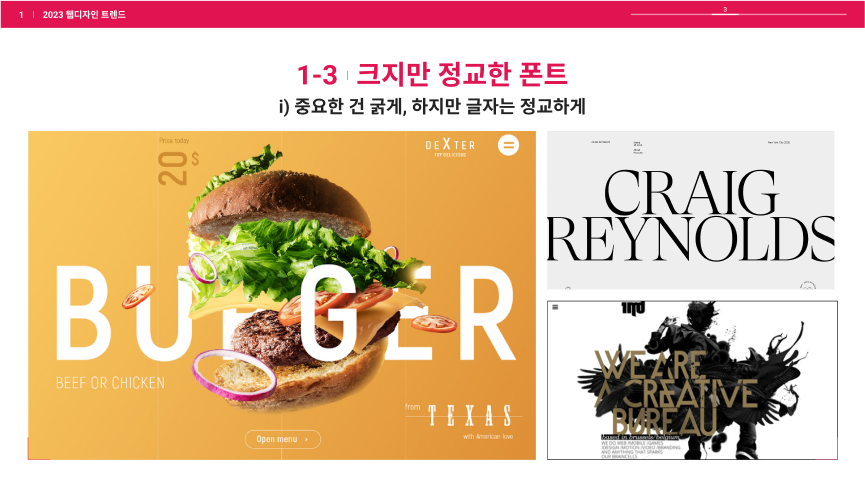 1 | 2023 웹디자인 트렌드
3
1-3 | 크지만 정교한 폰트
i) 중요한 건 굵게, 하지만 글자는 정교하게
Price today
20 $
DEXTER
TOP DELICIOUS
BURGER
BEEF OR CHICKEN
from TEXAS
with American love
Open menu ›
New York City
CRAIG
REYNOLDS
WE ARE
A CREATIVE
BUREAU
based in brussels/belgium
WE DO WEB /MOBILE /GAMES
/DESIGN /MOTION /VIDEO /BRANDING
AND ANYTHING THAT SPARKS
OUR BRAINCELLS